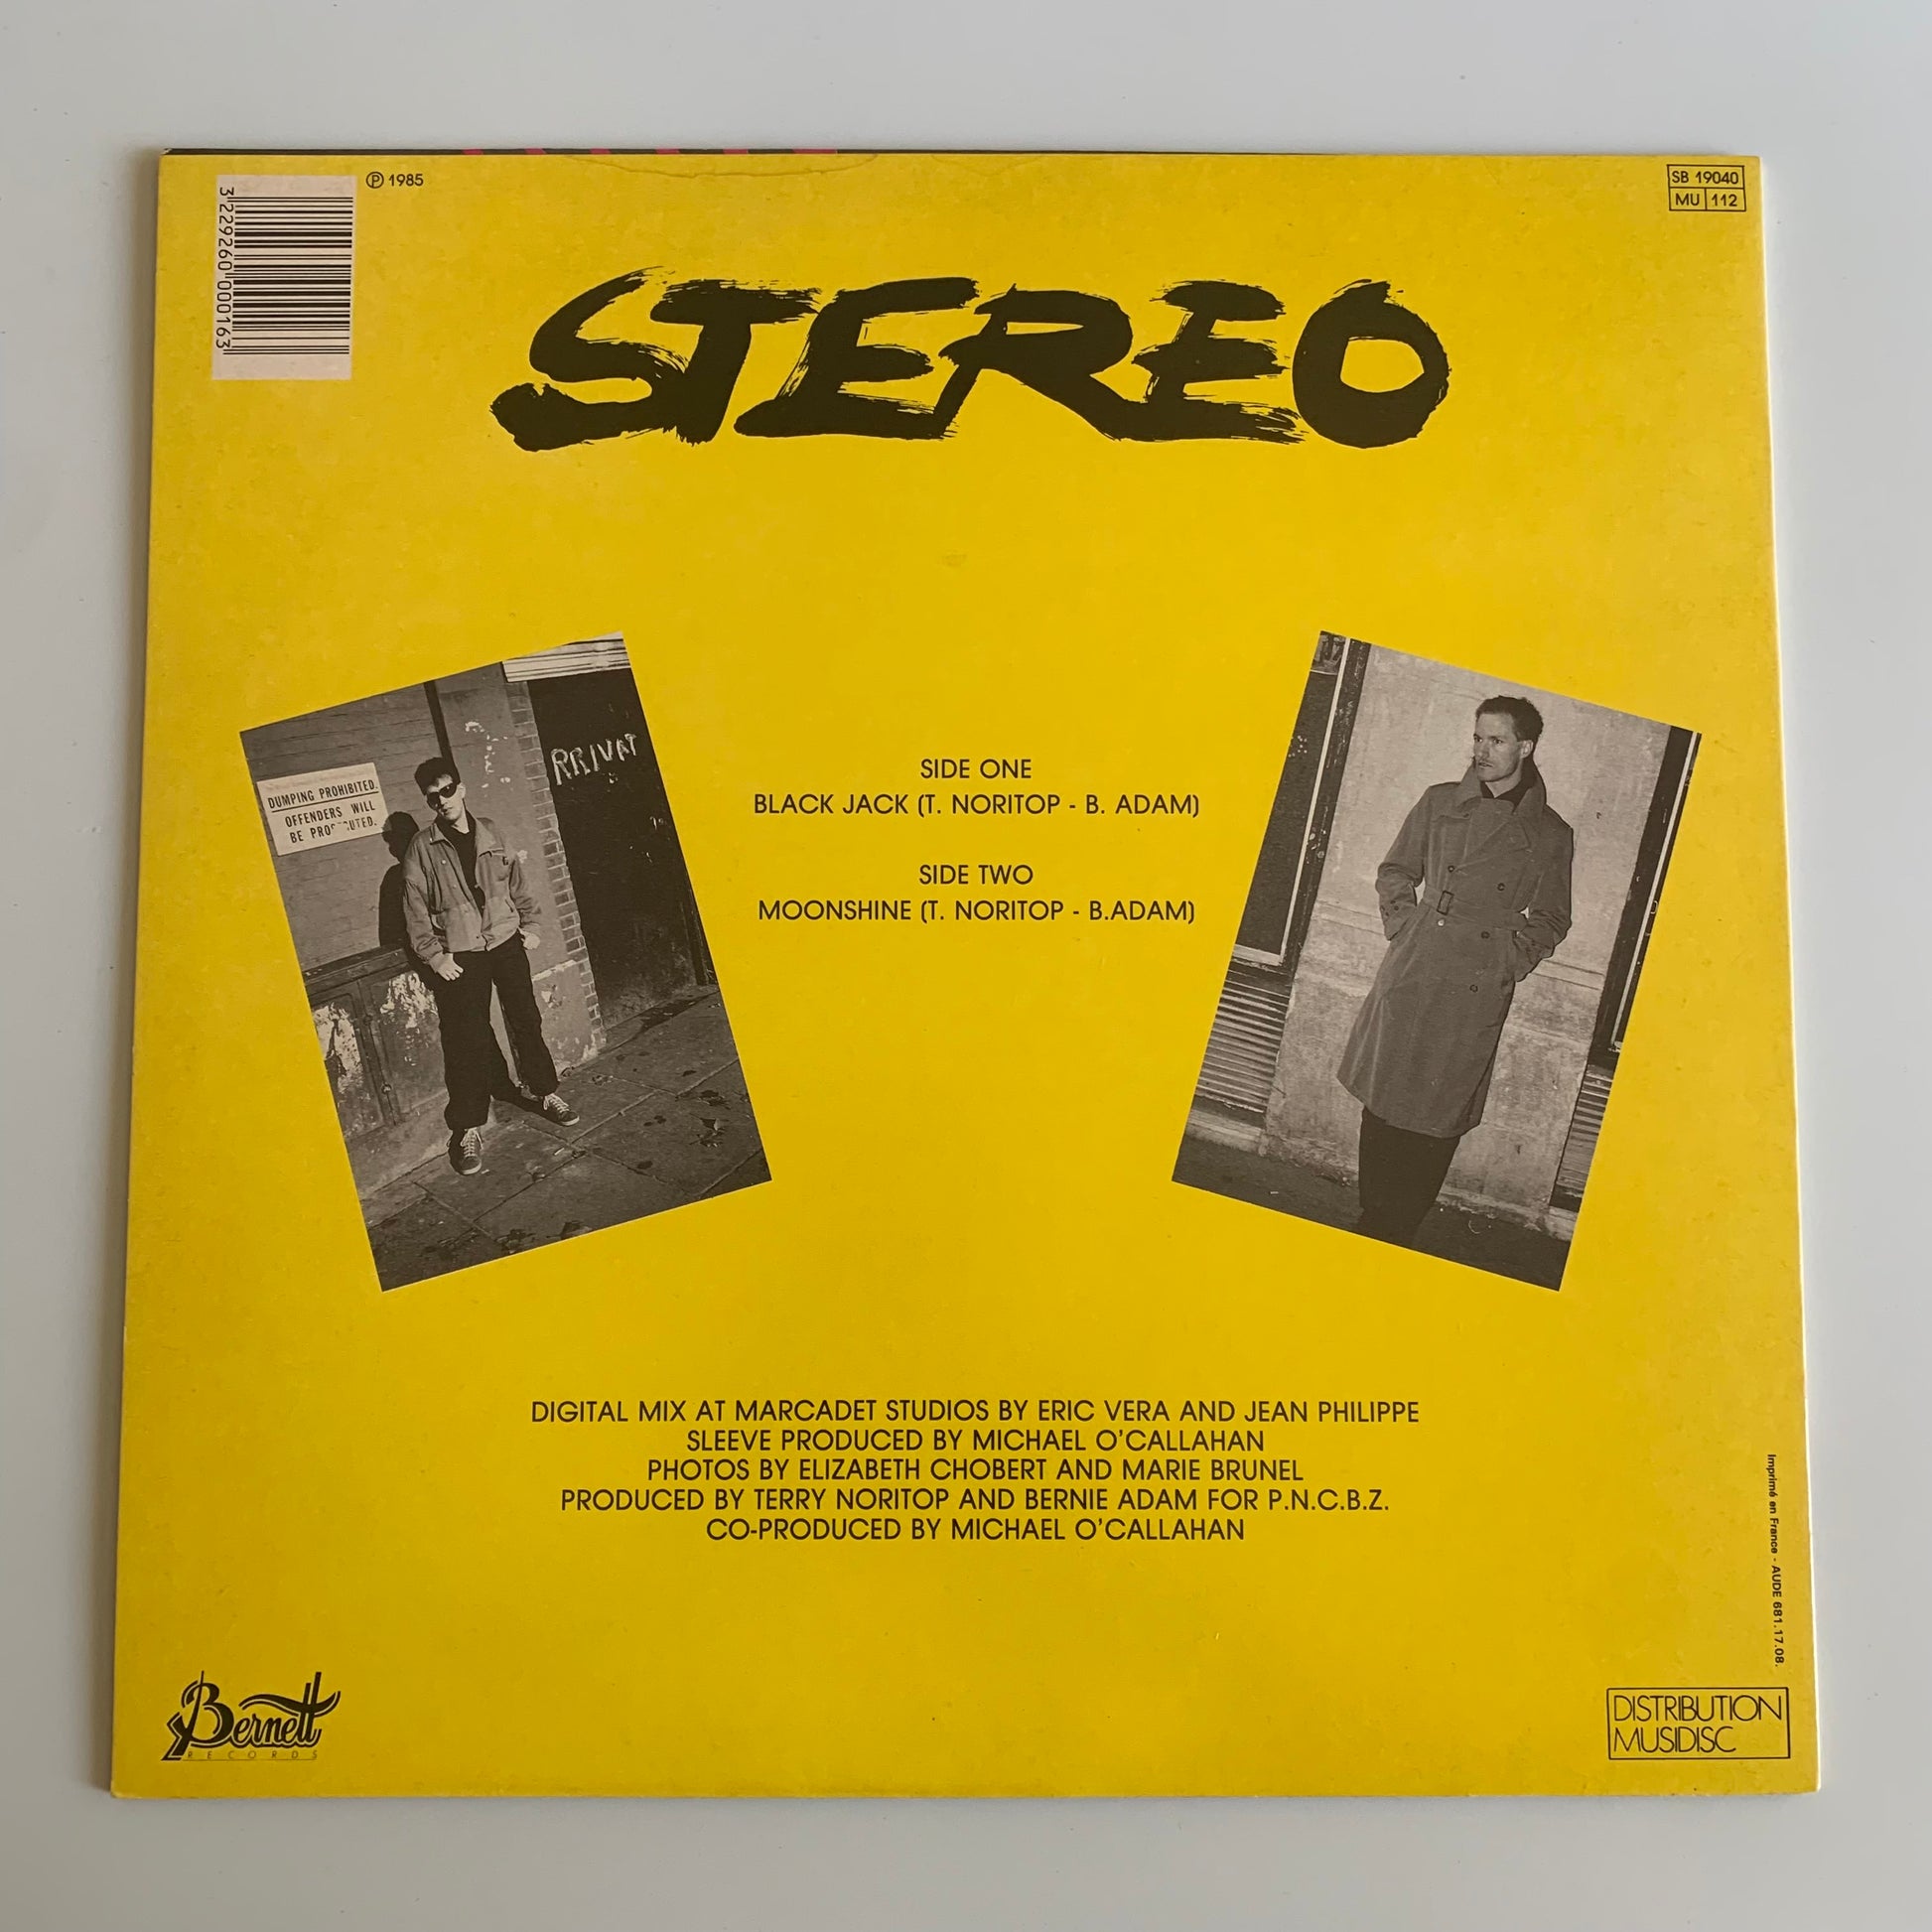 3 229260 000163
Ⓟ 1985
SB 19040
MU 112
STEREO
DUMPING PROHIBITED.
OFFENDERS WILL
BE
PRIVAT
SIDE ONE
BLACK JACK (T. NORITOP - B. ADAM)
SIDE TWO
MOONSHINE (T. NORITOP - B.ADAM)
DIGITAL MIX AT MARCADET STUDIOS BY ERIC VERA AND JEAN PHILIPPE
SLEEVE PRODUCED BY MICHAEL O'CALLAHAN
PHOTOS BY ELIZABETH CHOBERT AND MARIE BRUNEL
PRODUCED BY TERRY NORITOP AND BERNIE ADAM FOR P.N.C.B.Z.
CO-PRODUCED BY MICHAEL O'CALLAHAN
Imprimé en France - AUDE 681.17.08.
Bernett
RECORDS
DISTRIBUTION
MUSIDISC